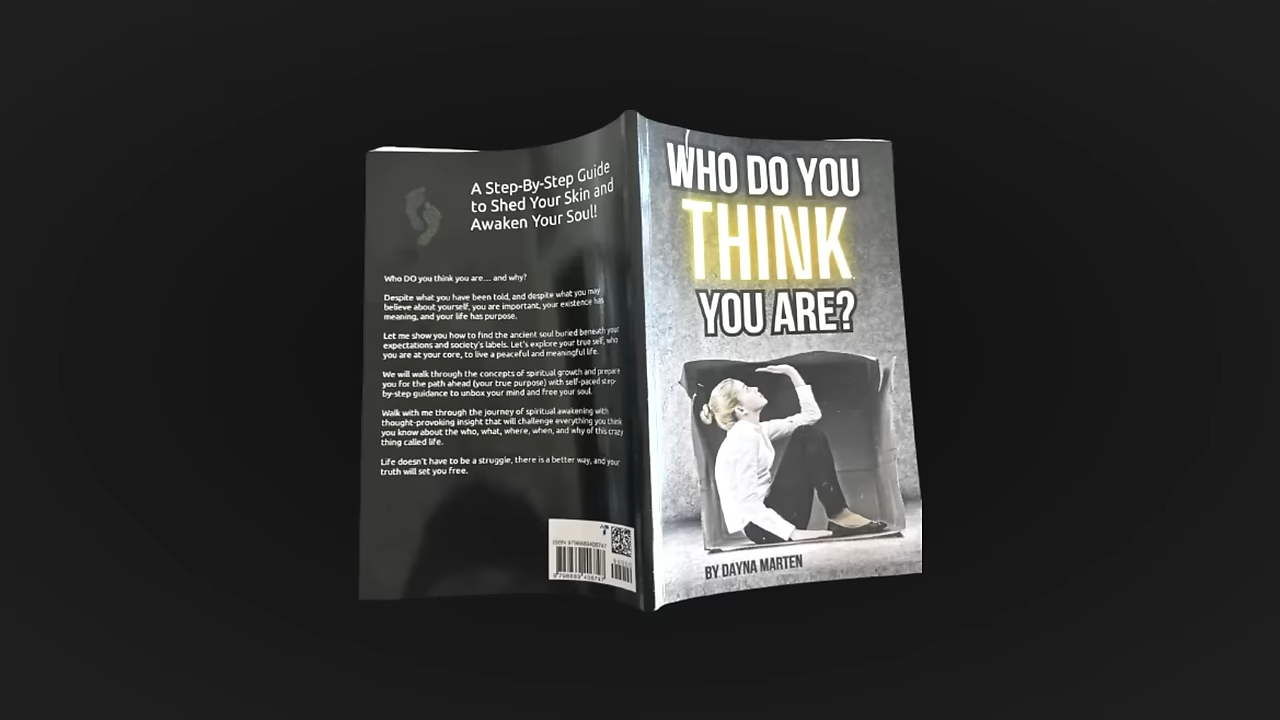 A Step-By-Step Guide
to Shed Your Skin and
Awaken Your Soul!
Who DO you think you are... and why?
Despite what you have been told, and despite what you may
believe about yourself, you are important, your existence has
meaning, and your life has purpose.
Let me show you how to find the ancient soul buried beneath your
expectations and society's labels. Let's explore your true self, who
you are at your core, to live a peaceful and meaningful life.
We will walk through the concepts of spiritual growth and prepare
you for the path ahead (your true purpose) with self-paced step-
by-step guidance to unbox your mind and free your soul.
Walk with me through the journey of spiritual awakening with
thought-provoking insight that will challenge everything you think
you know about the who, what, where, when, and why of this crazy
thing called life.
Life doesn't have to be a struggle, there is a better way, and your
truth will set you free.
ISBN
WHO DO YOU
THINK
YOU ARE?
BY DAYNA MARTEN